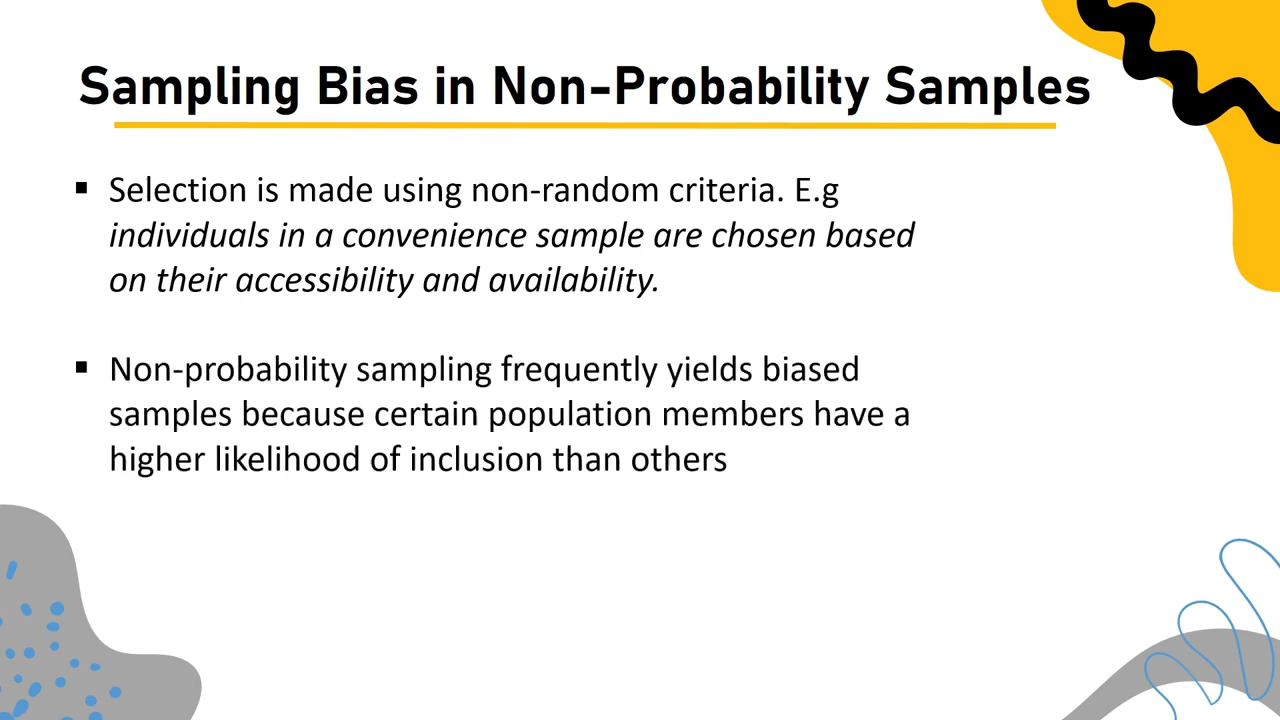 Sampling Bias in Non-Probability Samples
▪ Selection is made using non-random criteria. E.g
individuals in a convenience sample are chosen based
on their accessibility and availability.
▪ Non-probability sampling frequently yields biased
samples because certain population members have a
higher likelihood of inclusion than others